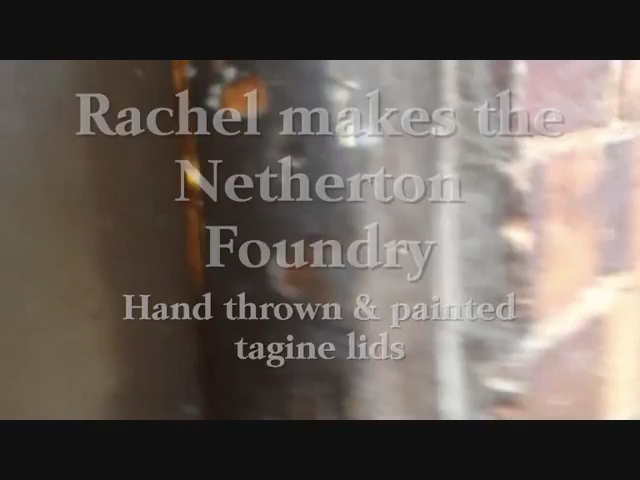 Rachel makes the
Netherton
Foundry
Hand thrown & painted
tagine lids